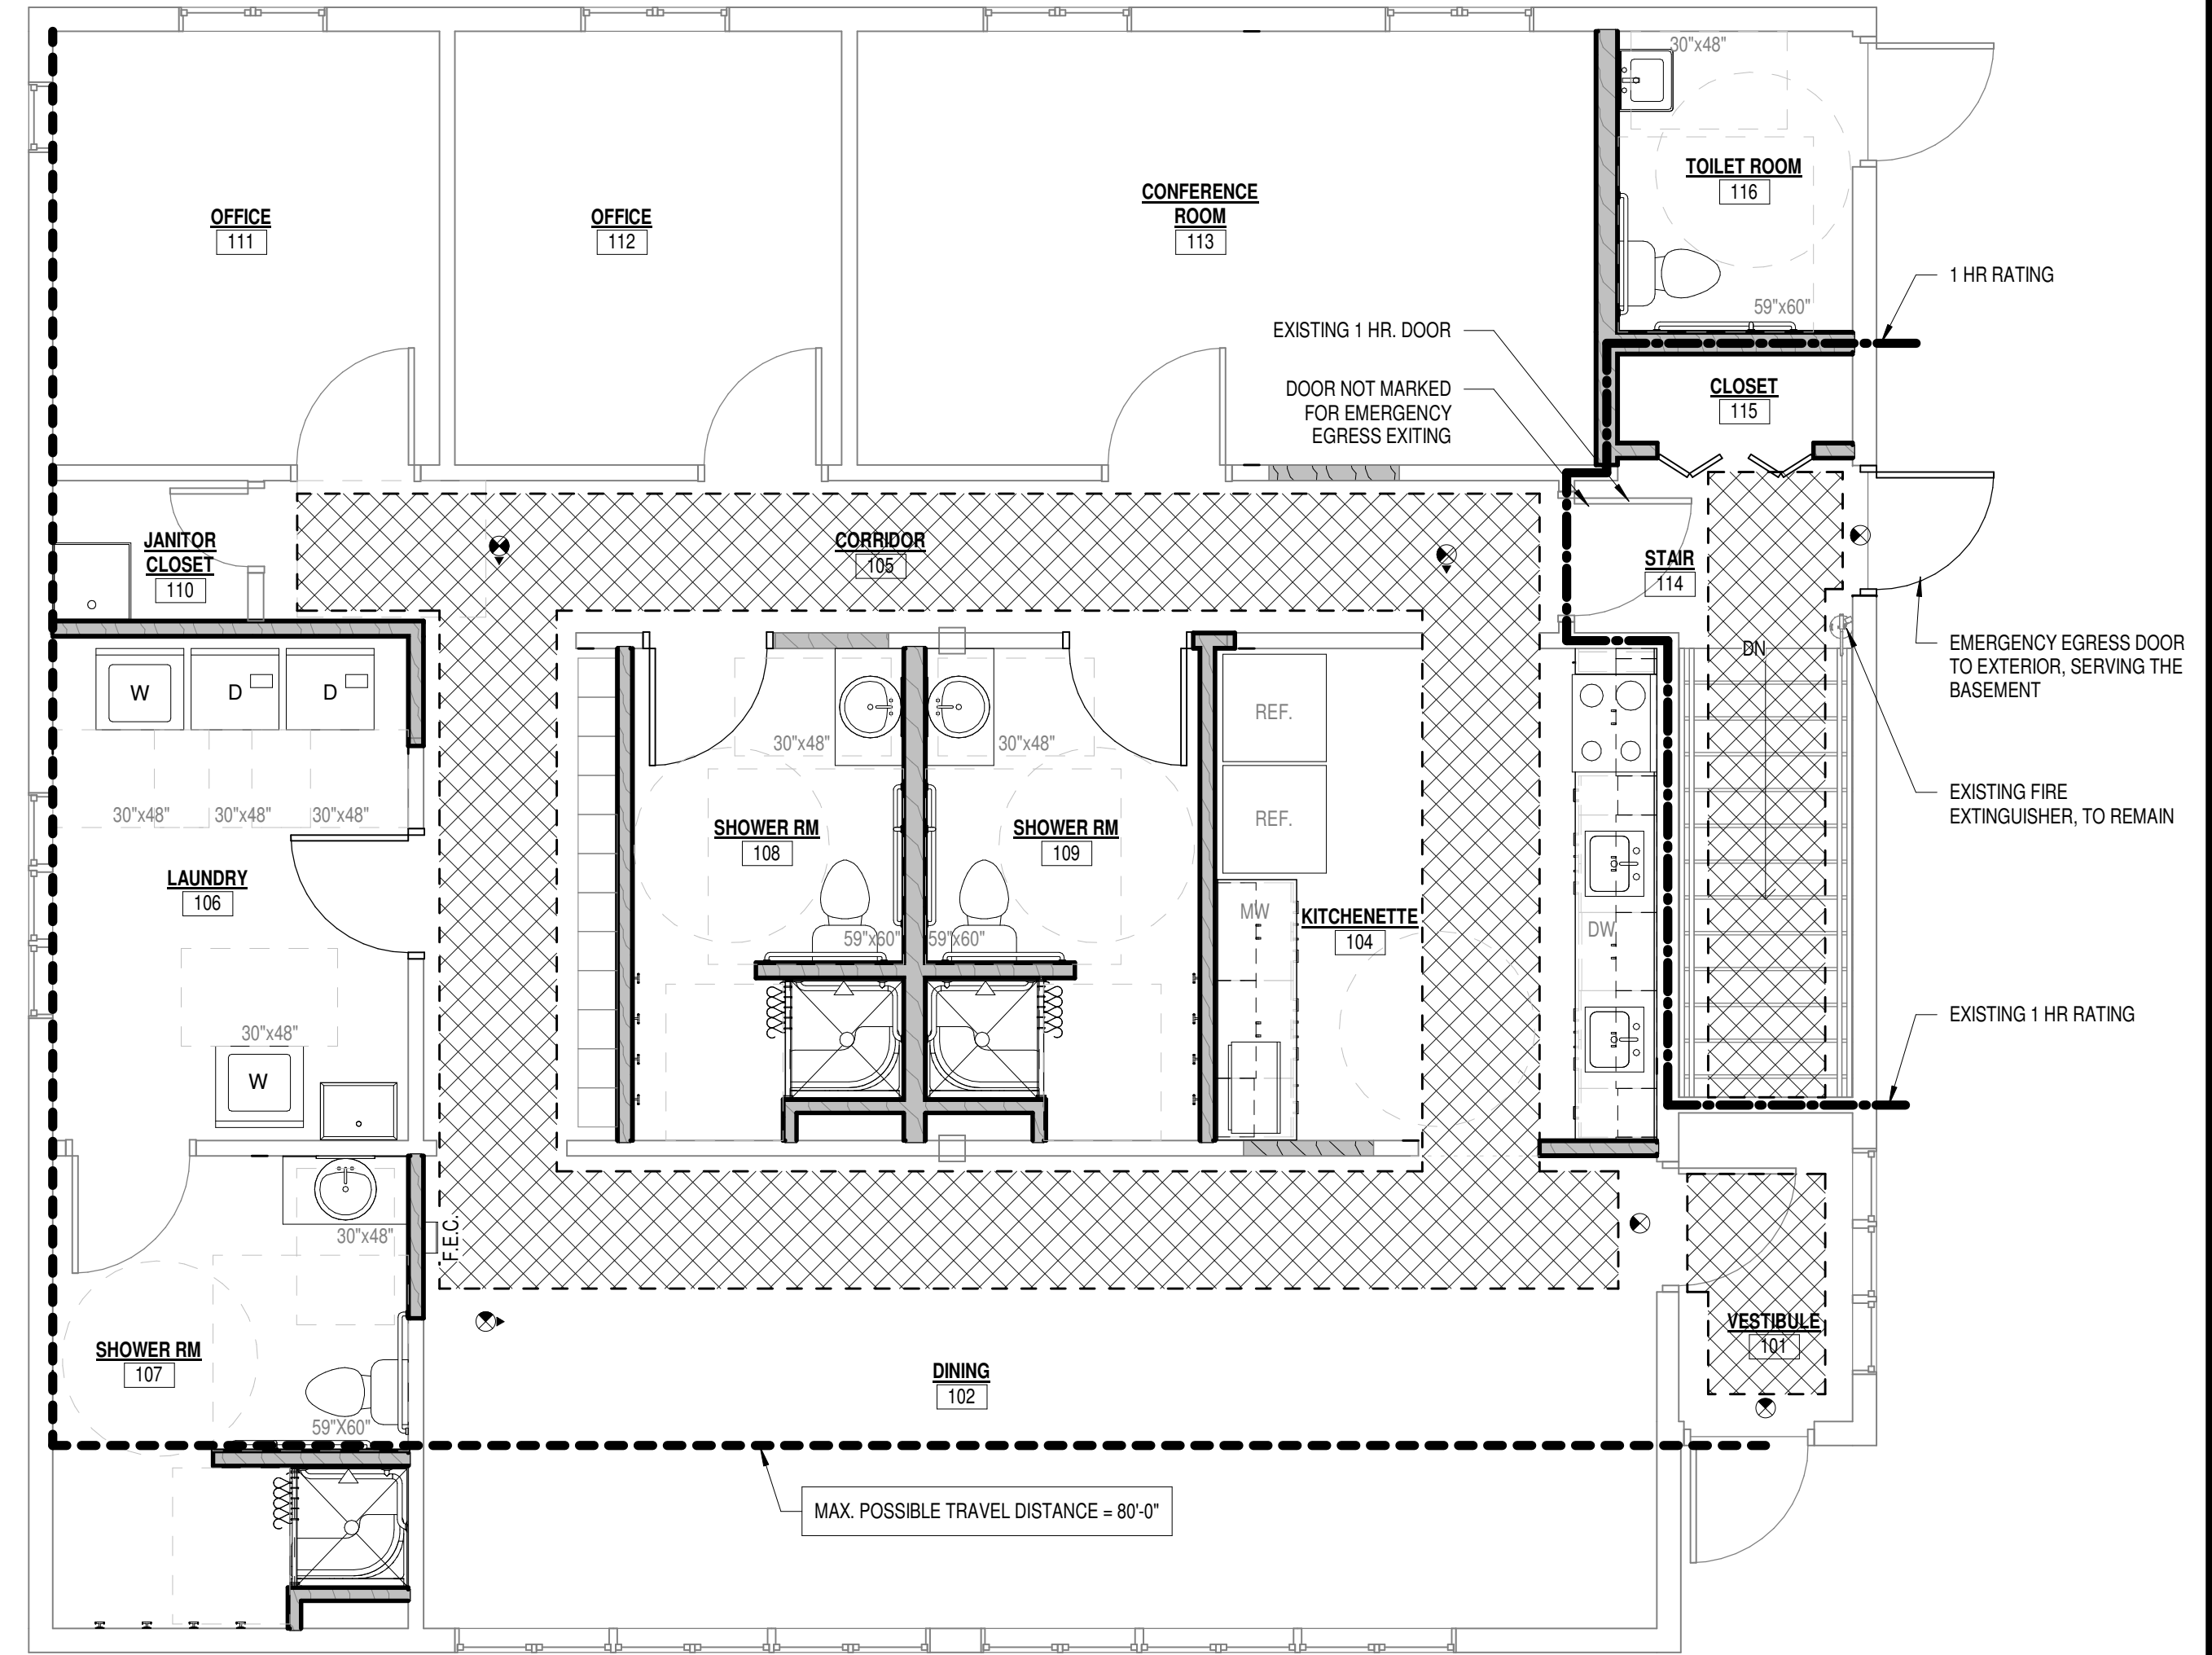 30"x48"
TOILET ROOM
116
59"x60"
OFFICE
111
OFFICE
112
CONFERENCE
ROOM
113
1 HR RATING
EXISTING 1 HR. DOOR
DOOR NOT MARKED
FOR EMERGENCY
EGRESS EXITING
CLOSET
115
JANITOR
CLOSET
110
CORRIDOR
105
STAIR
114
DN
EMERGENCY EGRESS DOOR
TO EXTERIOR, SERVING THE
BASEMENT
W
D
D
30"x48"
30"x48"
30"x48"
LAUNDRY
106
30"x48"
W
30"x48"
30"x48"
SHOWER RM
108
SHOWER RM
109
59"x60"
59"x60"
REF.
REF.
MW
KITCHENETTE
104
DW
EXISTING FIRE
EXTINGUISHER, TO REMAIN
EXISTING 1 HR RATING
30"x48"
F.E.C.
SHOWER RM
107
59"X60"
DINING
102
VESTIBULE
101
MAX. POSSIBLE TRAVEL DISTANCE = 80'-0"